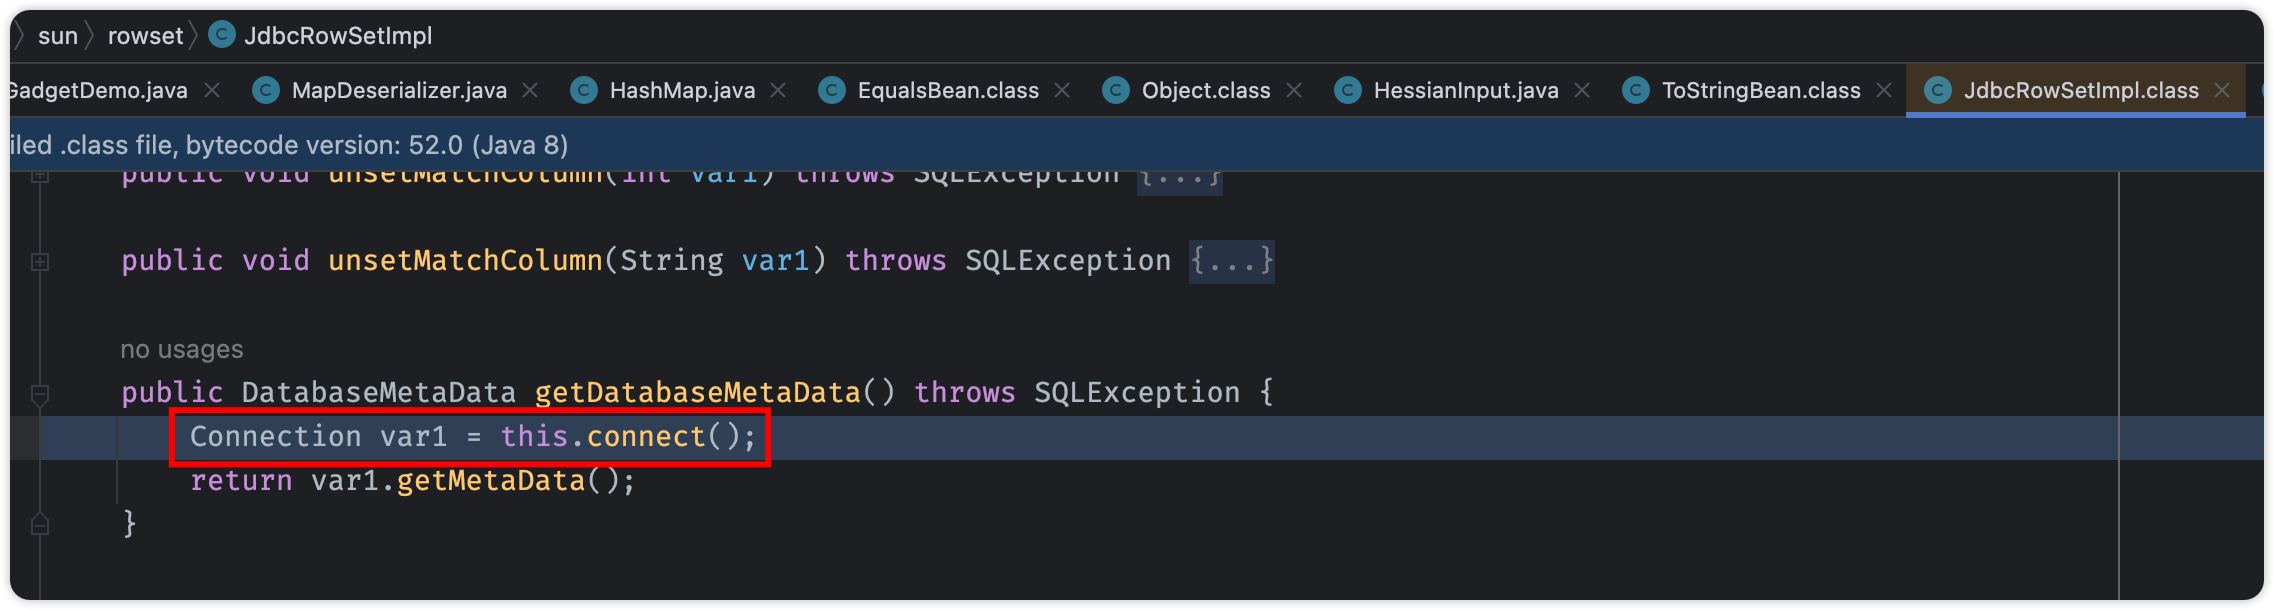 sun rowset C JdbcRowSetImpl
GadgetDemo.java C MapDeserializer.java C HashMap.java C EqualsBean.class C Object.class C HessianInput.java C ToStringBean.class C JdbcRowSetImpl.class
iled .class file, bytecode version: 52.0 (Java 8)
public void unsetMatchColumn(int var1) throws SQLException {...}
public void unsetMatchColumn(String var1) throws SQLException {...}
no usages
public DatabaseMetaData getDatabaseMetaData() throws SQLException {
Connection var1 = this.connect();
return var1.getMetaData();
}